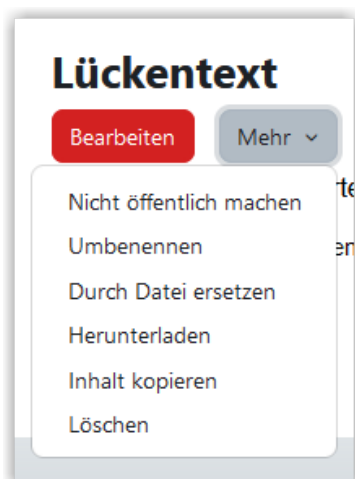 Lückentext
Bearbeiten Mehr
Nicht öffentlich machen
Umbenennen
Durch Datei ersetzen
Herunterladen
Inhalt kopieren
Löschen